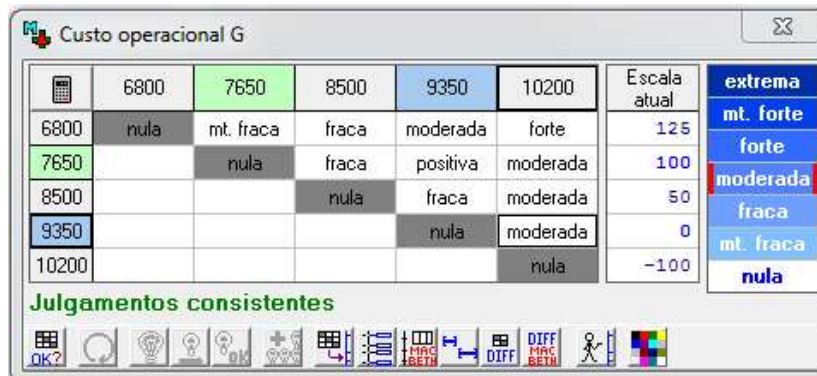 Custo operacional G
6800 7650 8500 9350 10200 Escala atual
6800 nula mt. fraca fraca moderada forte 125
7650 nula fraca positiva moderada 100
8500 nula fraca moderada 50
9350 nula moderada 0
10200 nula -100
extrema
mt. forte
forte
moderada
fraca
mt. fraca
nula
Julgamentos consistentes
OK? OK MAC BETH DIFF DIFF MAC BETH